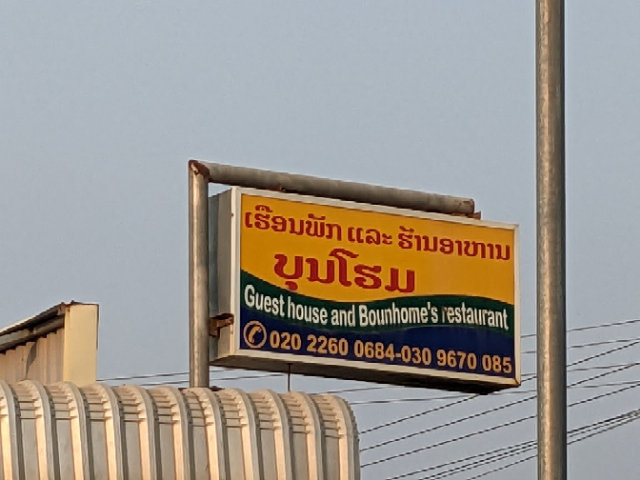 ເຮືອນພັກ ແລະ ຮ້ານອາຫານ
ບຸນໂຮມ
Guest house and Bounhome's restaurant
020 2260 0684-030 9670 085